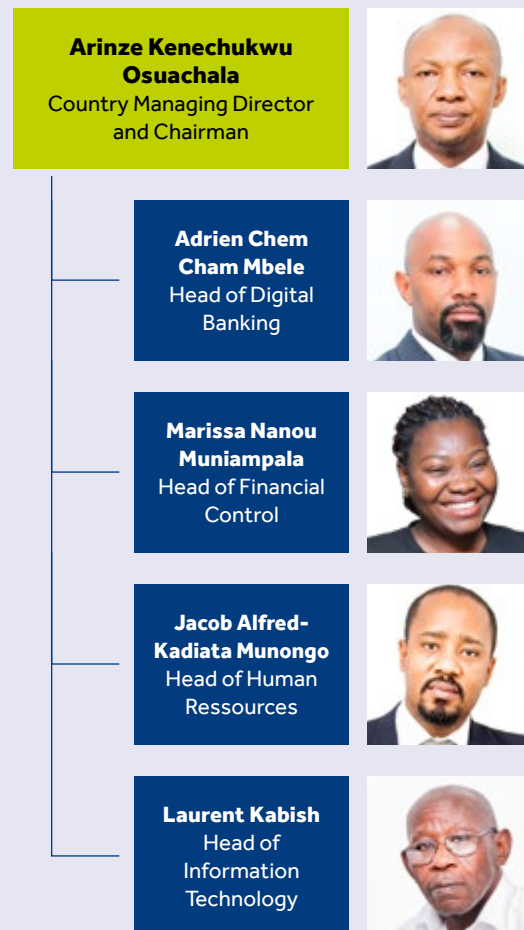 Arinze Kenechukwu
Osuachala
Country Managing Director
and Chairman
Adrien Chem
Cham Mbele
Head of Digital
Banking
Marissa Nanou
Muniampala
Head of Financial
Control
Jacob Alfred-
Kadiata Munongo
Head of Human
Ressources
Laurent Kabish
Head of
Information
Technology